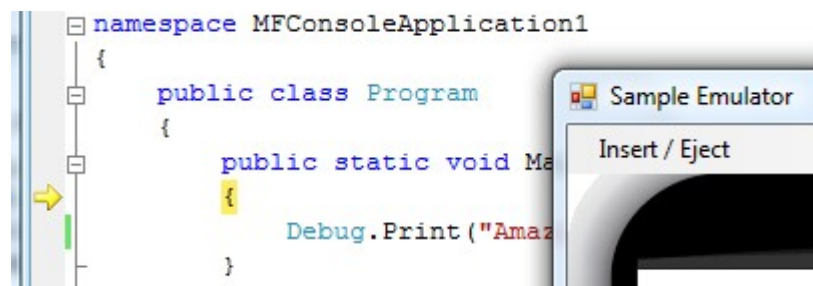 namespace MFConsoleApplication1
{
public class Program
{
public static void Ma
{
Debug.Print("Amaz
}
Sample Emulator
Insert / Eject